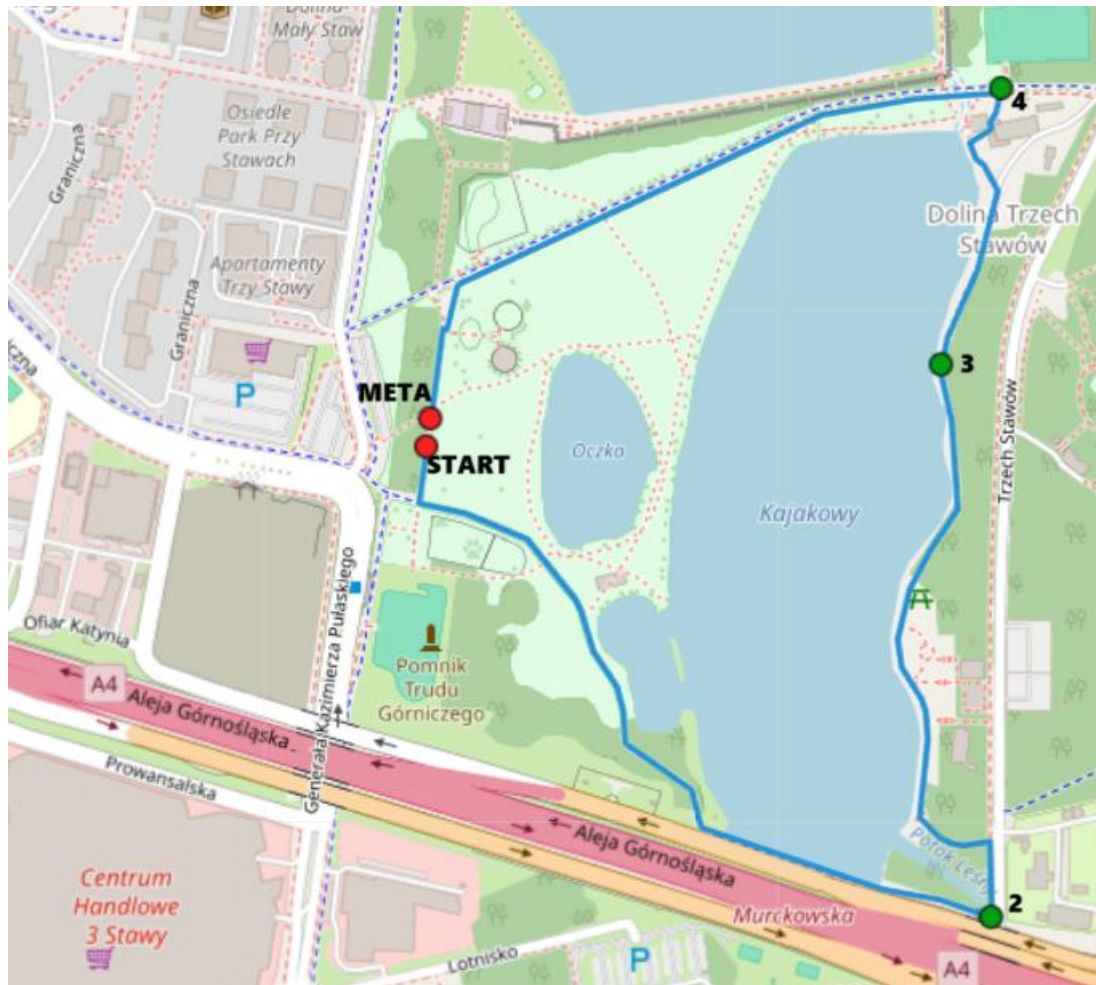 Dolina-
Mały Staw
Osiedle
Park Przy
Stawach
Graniczna
Apartamenty
Trzy Stawy
Graniczna
P
META
START
4
Dolina Trzech
Stawów
3
Trzech Stawów
Oczko
Kajakowy
Generała Kazimierza Pułaskiego
Ofiar Katynia
Pomnik
Trudu
Górniczego
A4
Aleja Górnośląska
Prowansalska
Aleja Górnośląska
Potok Leśny
2
Centrum
Handlowe
3 Stawy
Murckowska
Lotnisko
P
A4